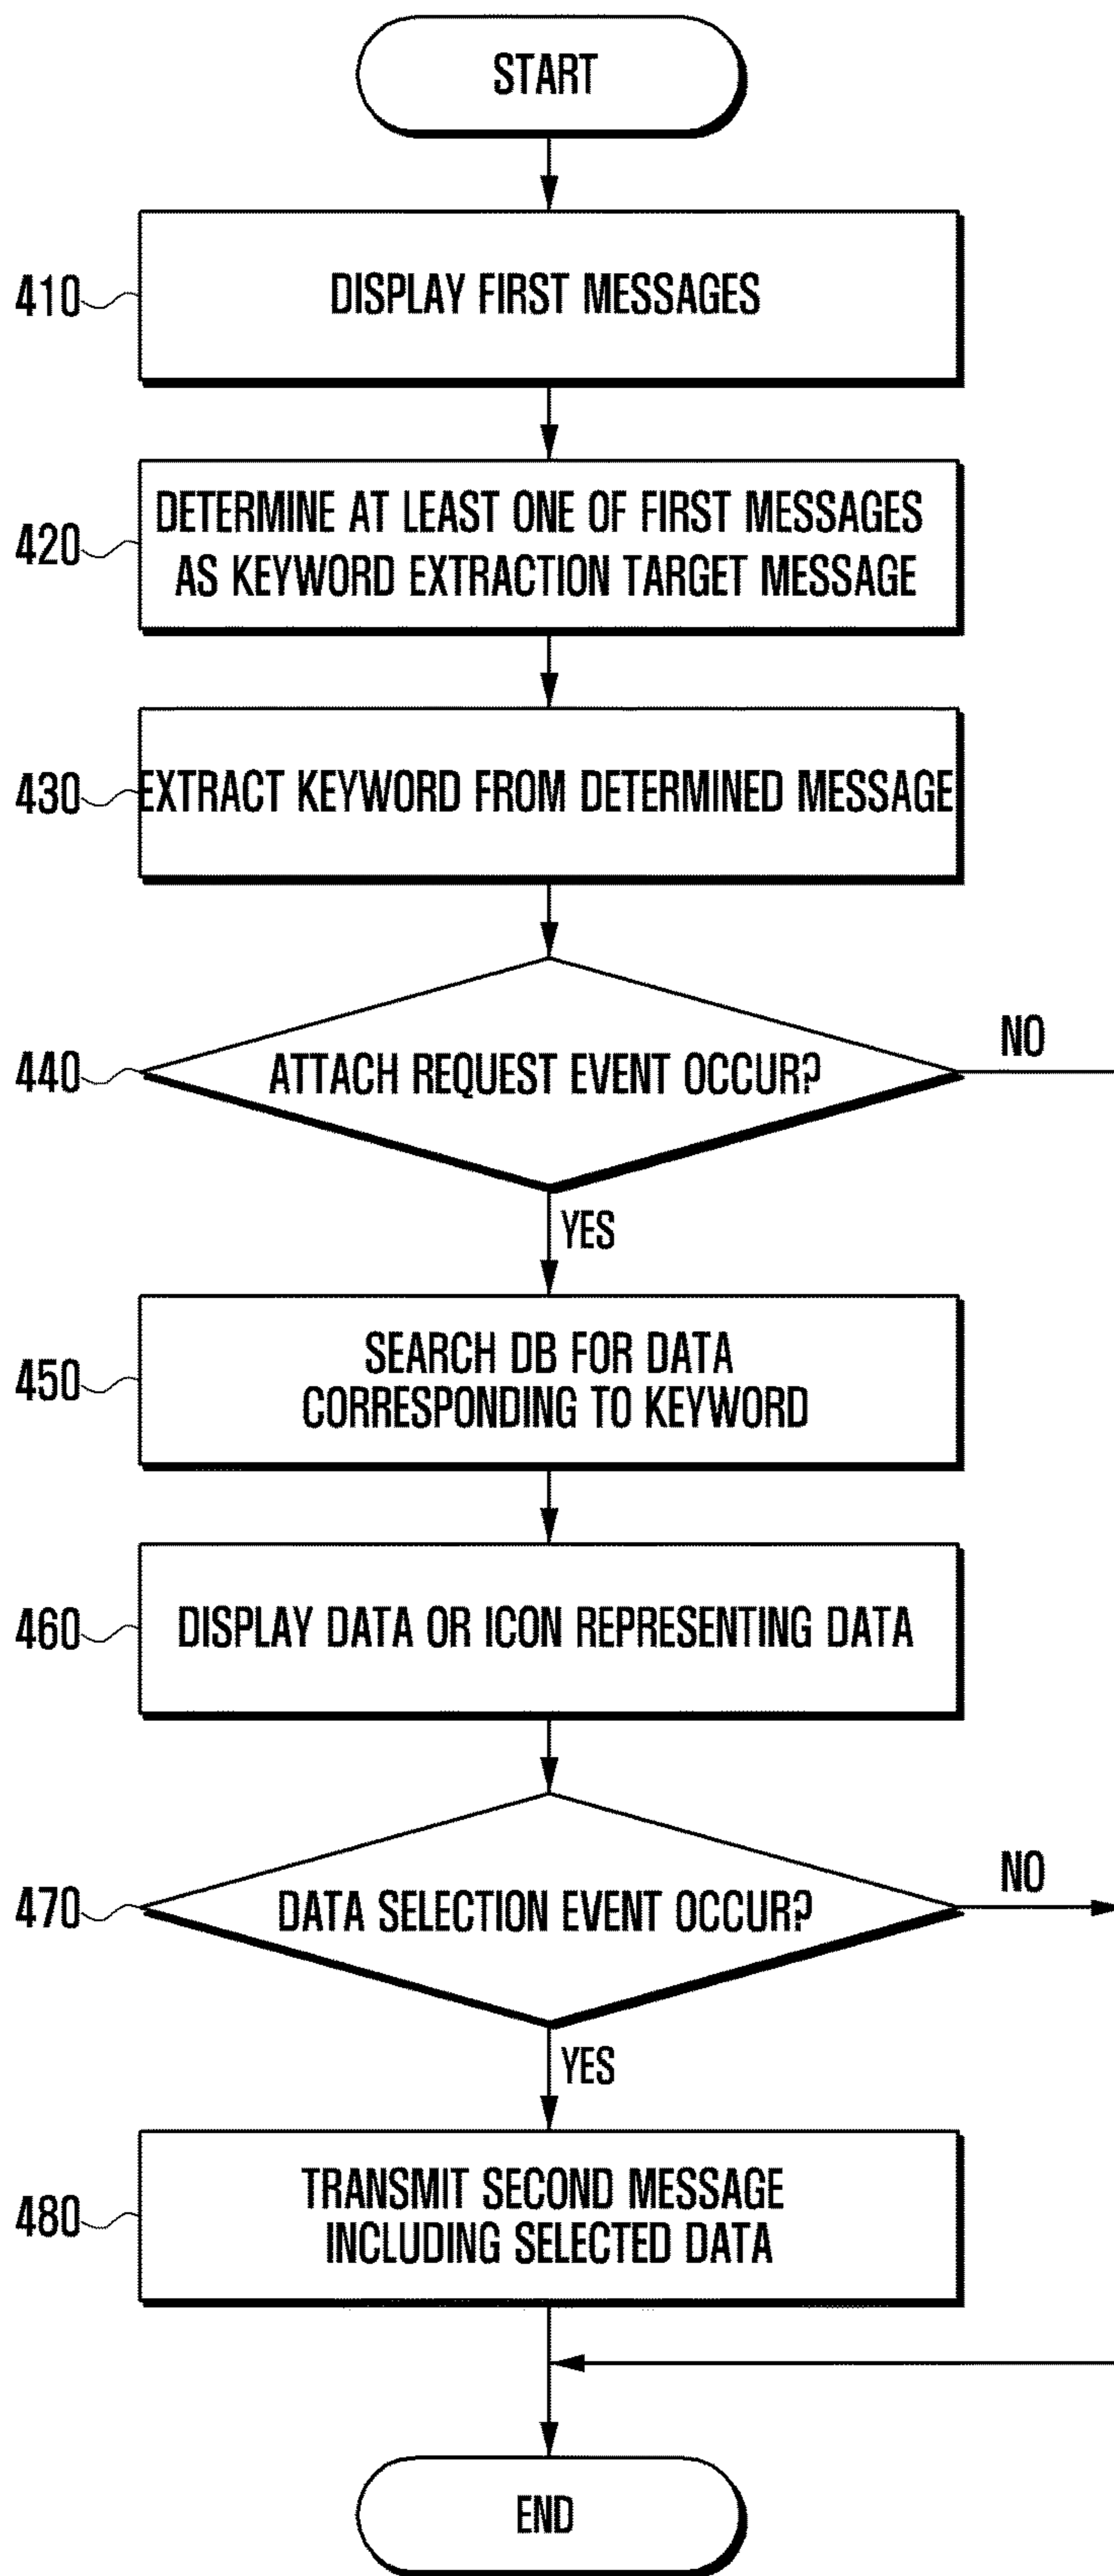 START
410
DISPLAY FIRST MESSAGES
420
DETERMINE AT LEAST ONE OF FIRST MESSAGES
AS KEYWORD EXTRACTION TARGET MESSAGE
430
EXTRACT KEYWORD FROM DETERMINED MESSAGE
440
ATTACH REQUEST EVENT OCCUR?
NO
YES
450
SEARCH DB FOR DATA
CORRESPONDING TO KEYWORD
460
DISPLAY DATA OR ICON REPRESENTING DATA
470
DATA SELECTION EVENT OCCUR?
NO
YES
480
TRANSMIT SECOND MESSAGE
INCLUDING SELECTED DATA
END